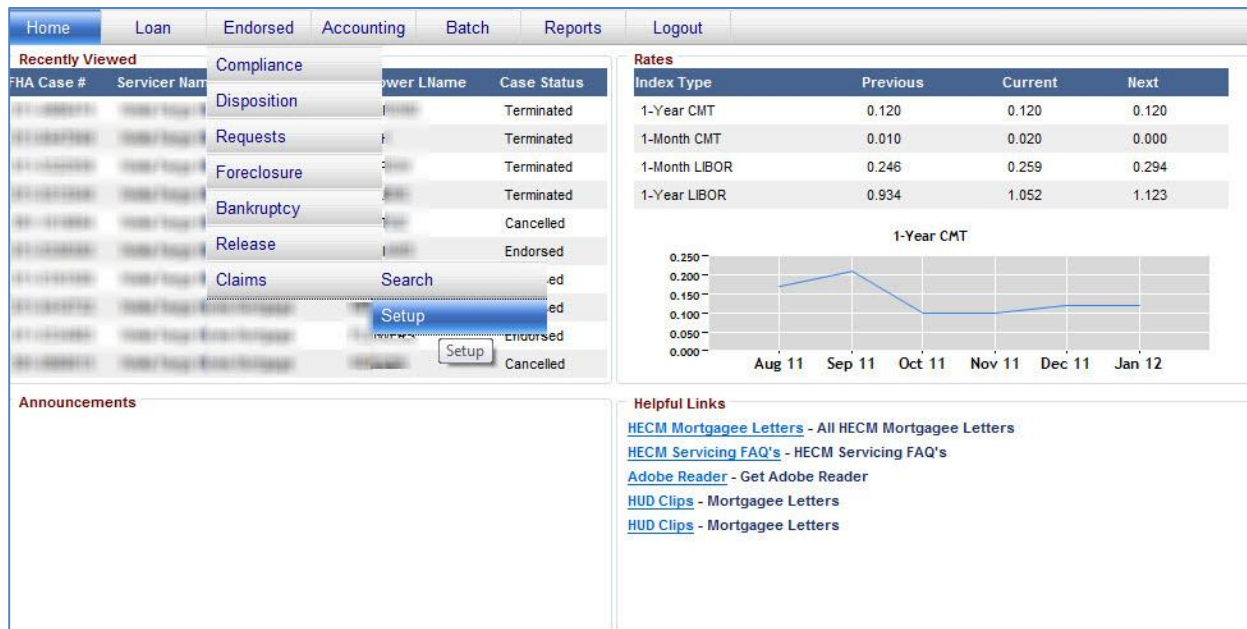 Home Loan Endorsed Accounting Batch Reports Logout
Recently Viewed
FHA Case # Servicer Nam ower LName Case Status
Terminated
Terminated
Terminated
Terminated
Cancelled
Endorsed
ed
ed
Endorsed
Cancelled
Compliance
Disposition
Requests
Foreclosure
Bankruptcy
Release
Claims Search
Setup
Setup
Rates
Index Type Previous Current Next
1-Year CMT 0.120 0.120 0.120
1-Month CMT 0.010 0.020 0.000
1-Month LIBOR 0.246 0.259 0.294
1-Year LIBOR 0.934 1.052 1.123
1-Year CMT
0.250
0.200
0.150
0.100
0.050
0.000
Aug 11 Sep 11 Oct 11 Nov 11 Dec 11 Jan 12
Announcements
Helpful Links
HECM Mortgagee Letters - All HECM Mortgagee Letters
HECM Servicing FAQ's - HECM Servicing FAQ's
Adobe Reader - Get Adobe Reader
HUD Clips - Mortgagee Letters
HUD Clips - Mortgagee Letters